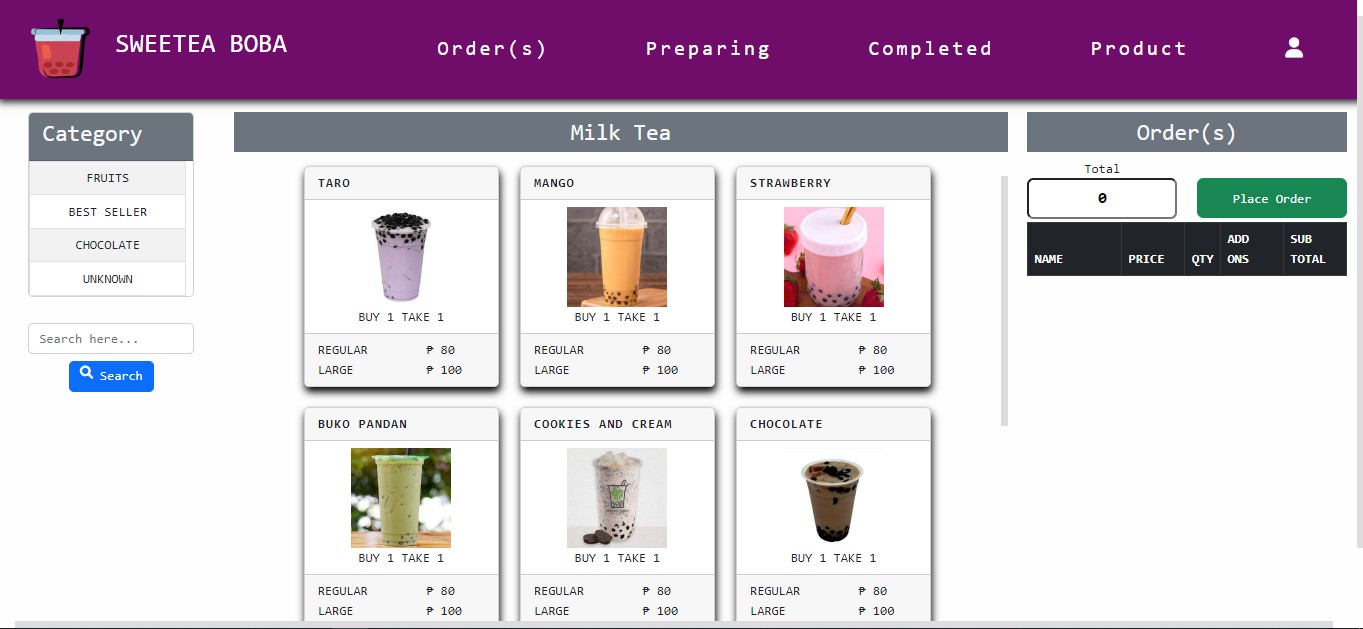 SWEETEA BOBA
Order(s) Preparing Completed Product
Category
FRUITS
BEST SELLER
CHOCOLATE
UNKNOWN
Search here...
Search
Milk Tea
TARO
BUY 1 TAKE 1
REGULAR ₱ 80
LARGE ₱ 100
MANGO
BUY 1 TAKE 1
REGULAR ₱ 80
LARGE ₱ 100
STRAWBERRY
BUY 1 TAKE 1
REGULAR ₱ 80
LARGE ₱ 100
BUKO PANDAN
BUY 1 TAKE 1
REGULAR ₱ 80
LARGE ₱ 100
COOKIES AND CREAM
BUY 1 TAKE 1
REGULAR ₱ 80
LARGE ₱ 100
CHOCOLATE
BUY 1 TAKE 1
REGULAR ₱ 80
LARGE ₱ 100
Order(s)
Total
0
Place Order
NAME PRICE QTY ADD ONS SUB TOTAL